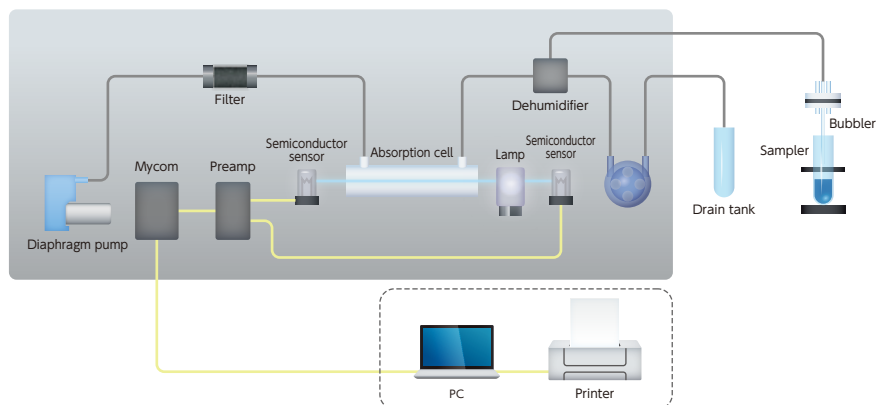 Filter
Dehumidifier
Bubbler
Semiconductor
sensor
Absorption cell
Lamp
Semiconductor
sensor
Sampler
Mycom
Preamp
Drain tank
Diaphragm pump
PC
Printer